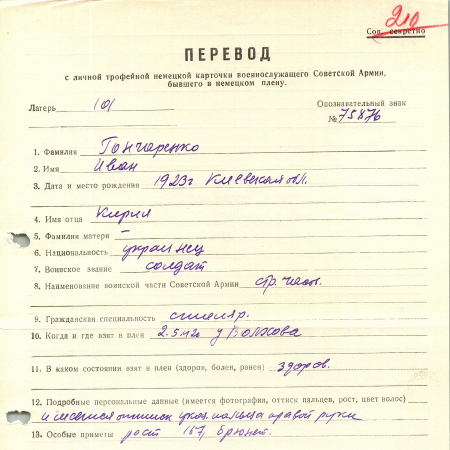 210
Сов. секретно
ПЕРЕВОД
с личной трофейной немецкой карточки военнослужащего Советской Армии,
бывшего в немецком плену.
Лагерь 101 Опознавательный знак
№ 75876
1. Фамилия Гончаренко
2. Имя Иван
3. Дата и место рождения 1923г Киевская обл.
4. Имя отца Кирил
5. Фамилия матери –
6. Национальность украинец
7. Воинское звание солдат
8. Наименование воинской части Советской Армии стр. част.
9. Гражданская специальность столяр.
10. Когда и где взят в плен 2.5.42г у Волхова
11. В каком состоянии взят в плен (здоров, болен, ранен) здоров.
12. Подробные персональные данные (имеется фотография, оттиск пальцев, рост, цвет волос)
имеется оттиск указ. пальца правой руки
13. Особые приметы рост 167, брюнет.